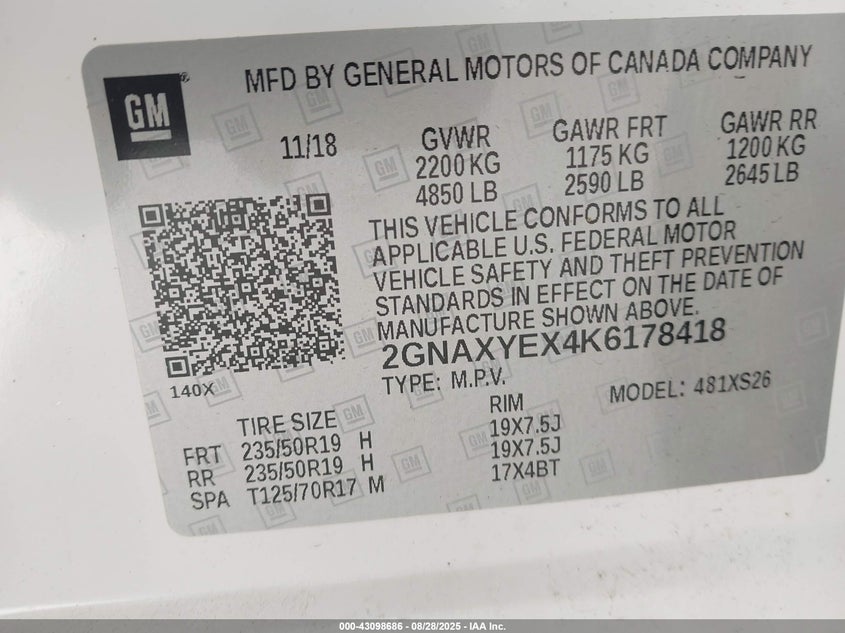 GM
MFD BY GENERAL MOTORS OF CANADA COMPANY
11/18 GVWR GAWR FRT GAWR RR
2200 KG 1175 KG 1200 KG
4850 LB 2590 LB 2645 LB
THIS VEHICLE CONFORMS TO ALL
APPLICABLE U.S. FEDERAL MOTOR
VEHICLE SAFETY AND THEFT PREVENTION
STANDARDS IN EFFECT ON THE DATE OF
MANUFACTURE SHOWN ABOVE.
2GNAXYEX4K6178418
140X
TYPE: M.P.V. MODEL: 481XS26
TIRE SIZE RIM
FRT 235/50R19 H 19X7.5J
RR 235/50R19 H 19X7.5J
SPA T125/70R17 M 17X4BT
000-43098686 - 08/28/2025 - IAA Inc.